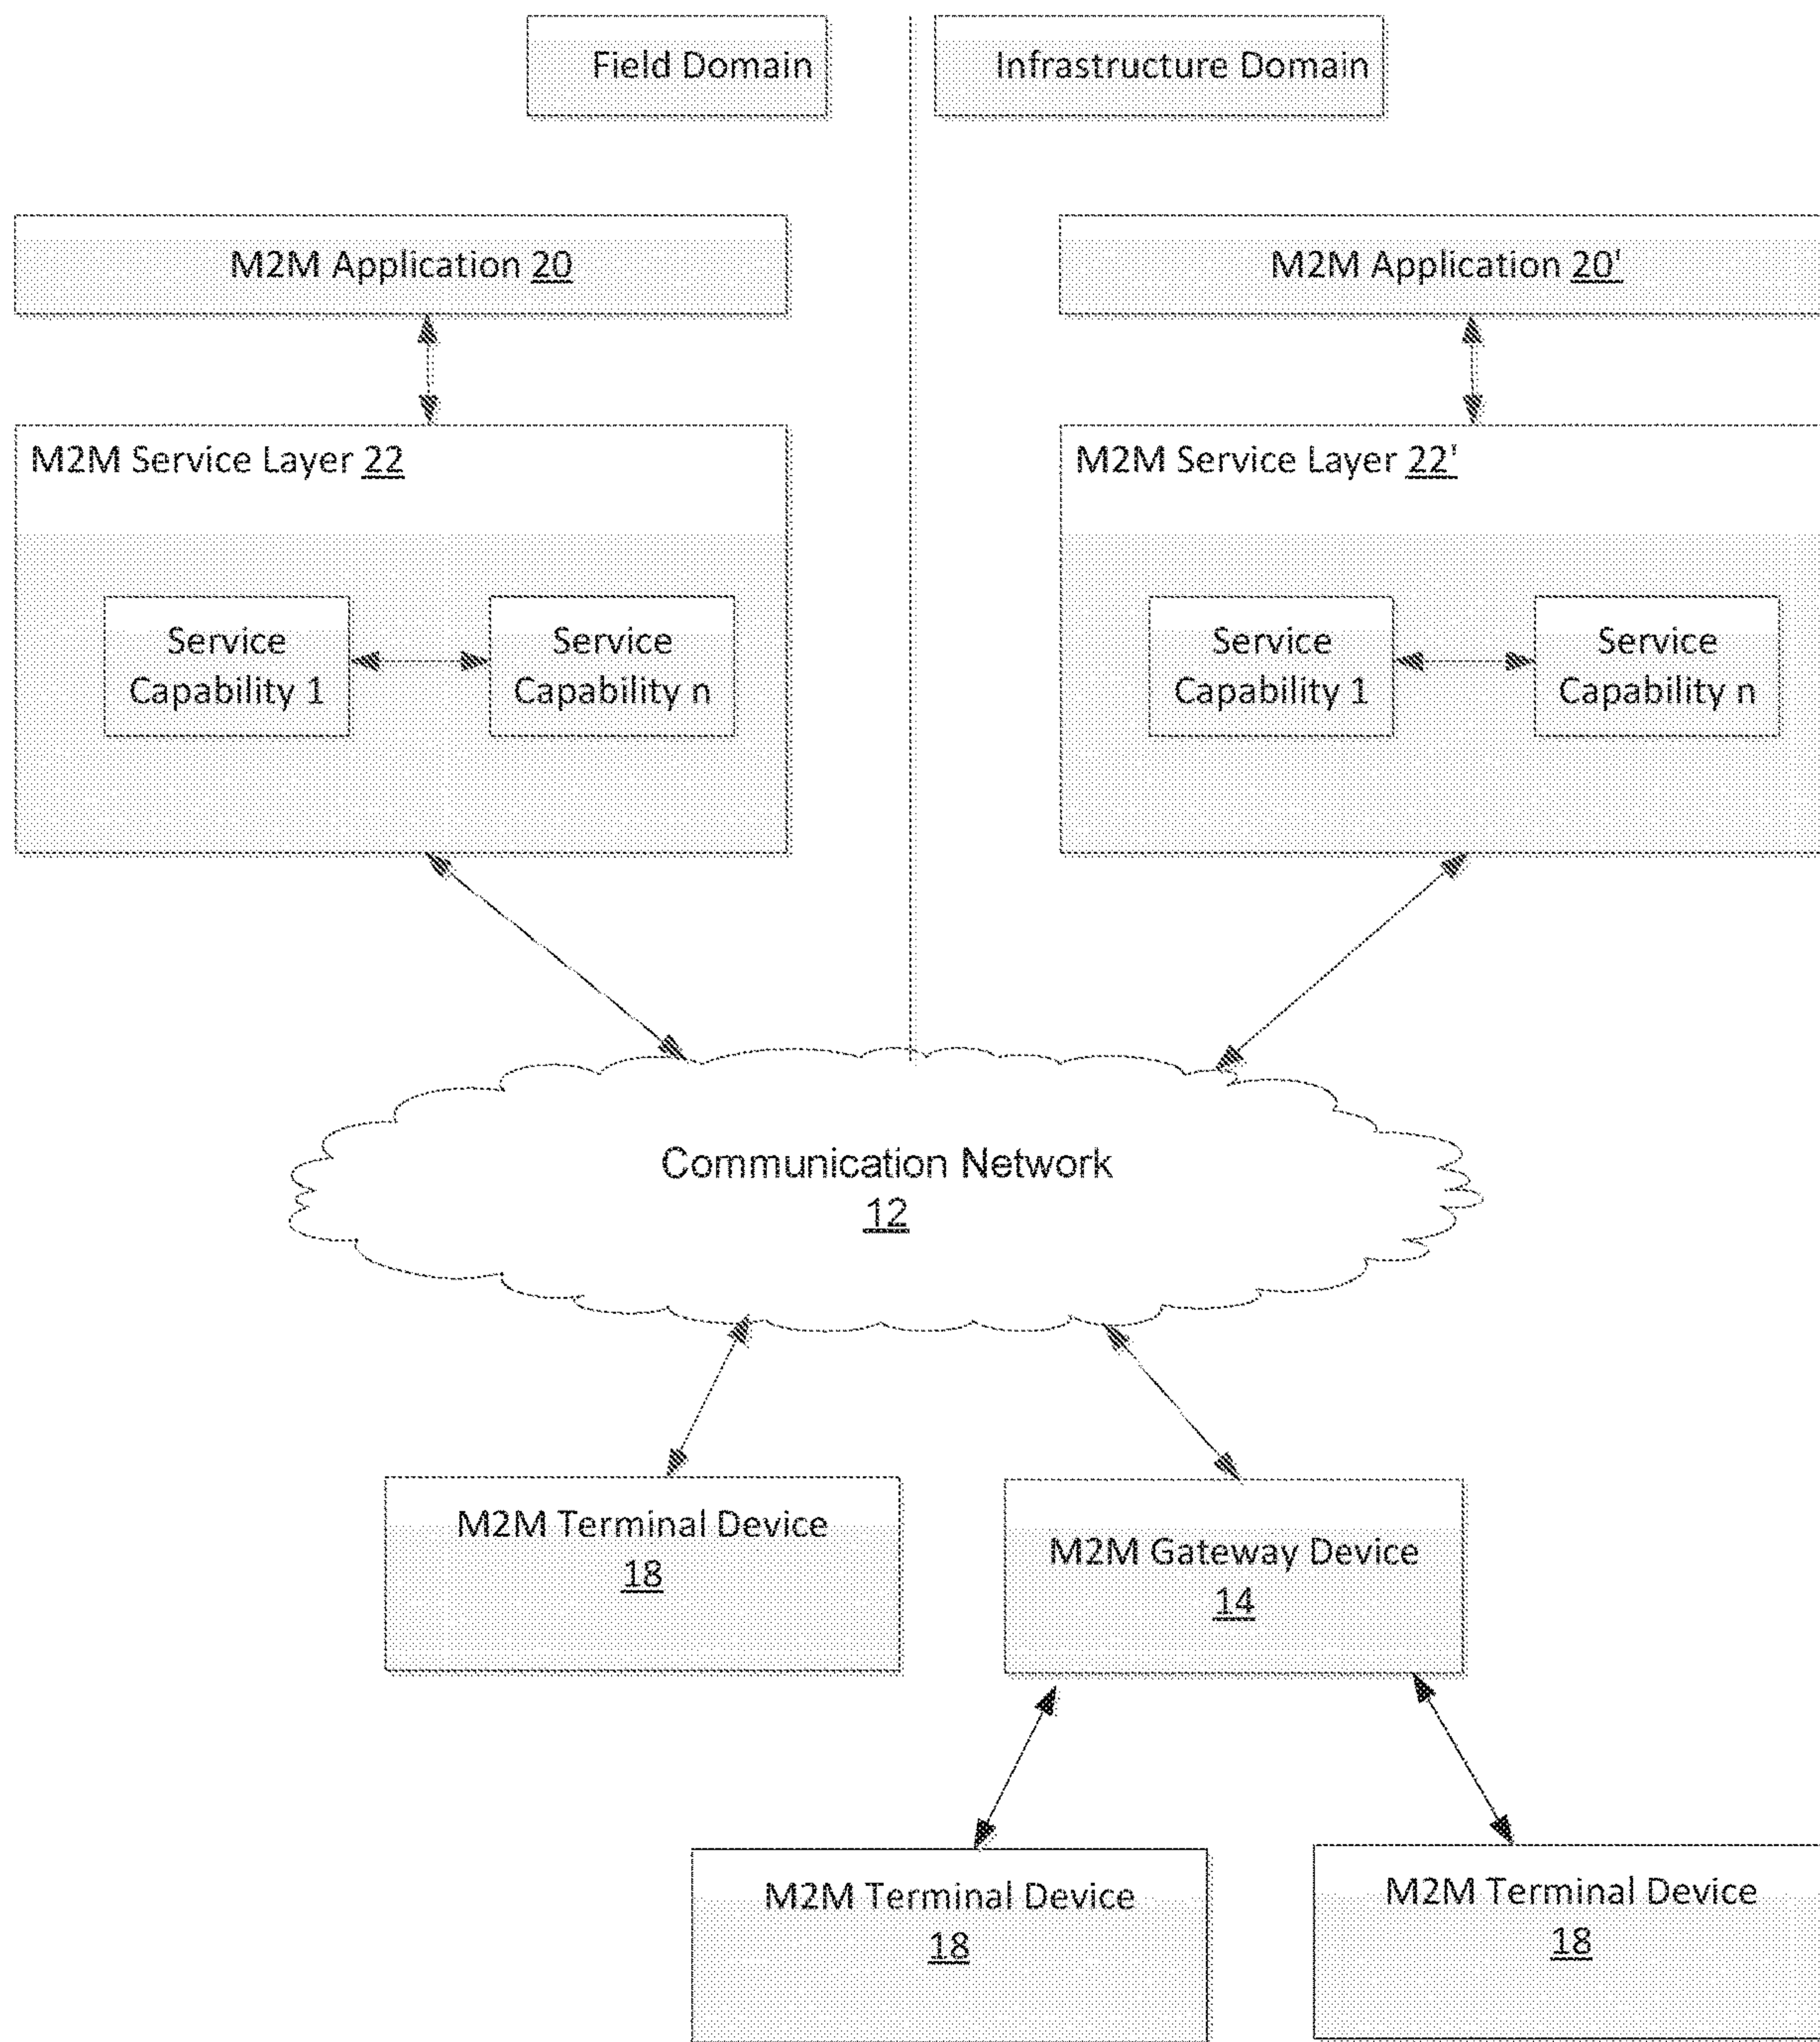 Field Domain
Infrastructure Domain
M2M Application 20
M2M Application 20'
M2M Service Layer 22
M2M Service Layer 22'
Service
Capability 1
Service
Capability n
Service
Capability 1
Service
Capability n
Communication Network
12
M2M Terminal Device
18
M2M Gateway Device
14
M2M Terminal Device
18
M2M Terminal Device
18